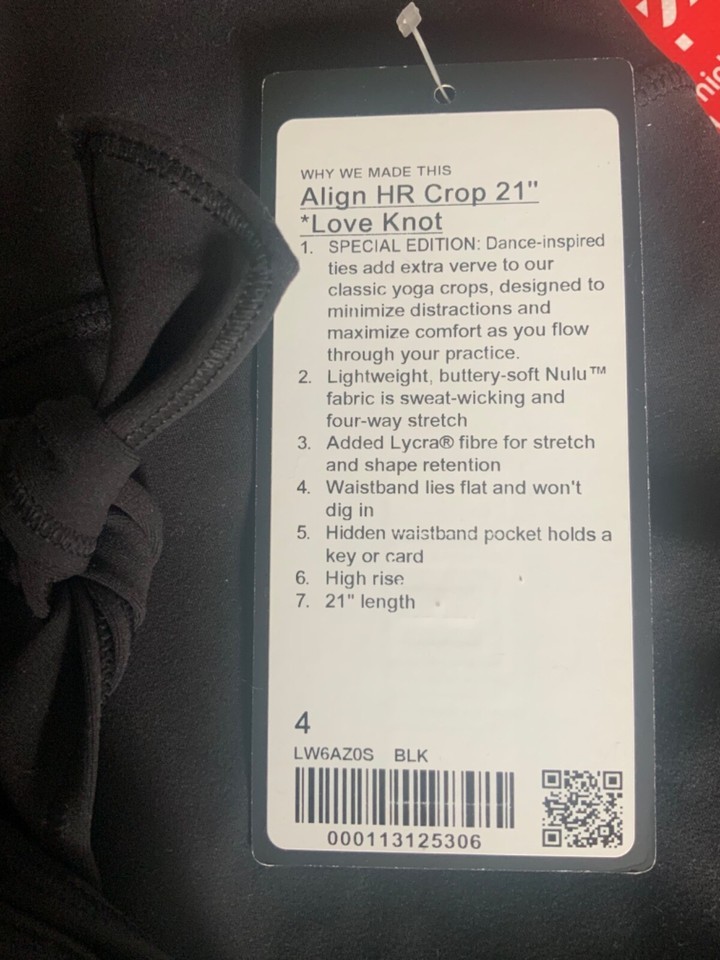 WHY WE MADE THIS
Align HR Crop 21"
*Love Knot
1. SPECIAL EDITION: Dance-inspired
ties add extra verve to our
classic yoga crops, designed to
minimize distractions and
maximize comfort as you flow
through your practice.
2. Lightweight, buttery-soft Nulu™
fabric is sweat-wicking and
four-way stretch
3. Added Lycra® fibre for stretch
and shape retention
4. Waistband lies flat and won't
dig in
5. Hidden waistband pocket holds a
key or card
6. High rise
7. 21" length
4
LW6AZ0S BLK
000113125306